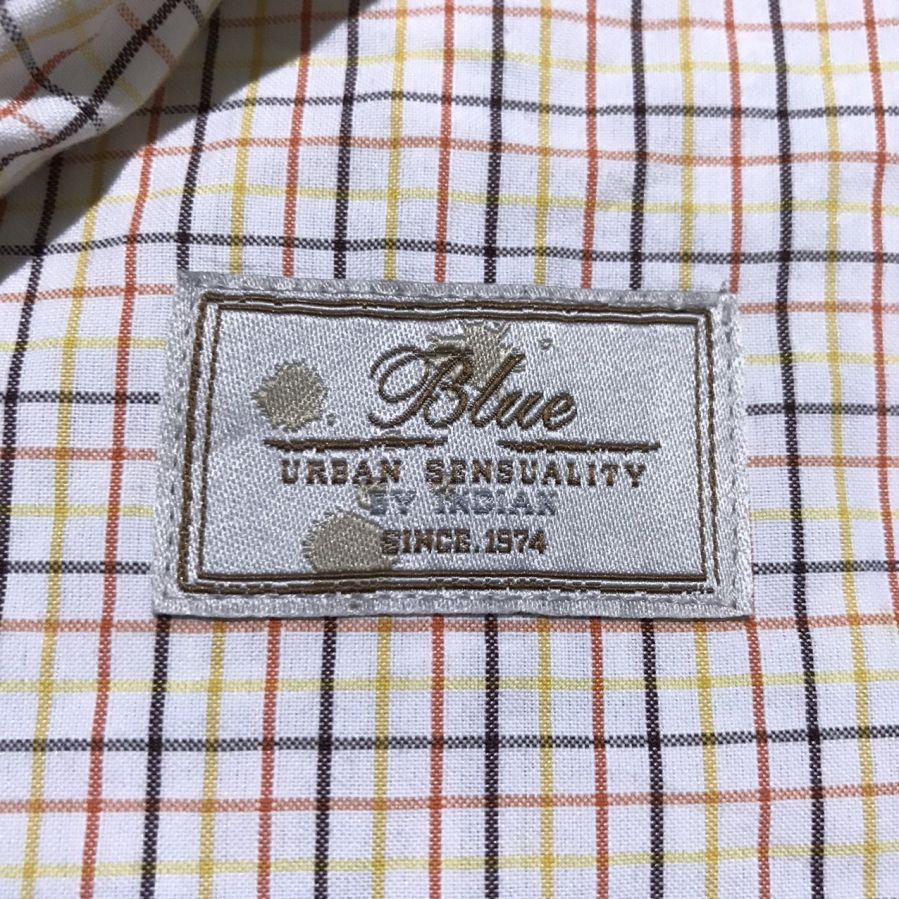 Blue
URBAN SENSUALITY
BY INDIAN
SINCE.1974